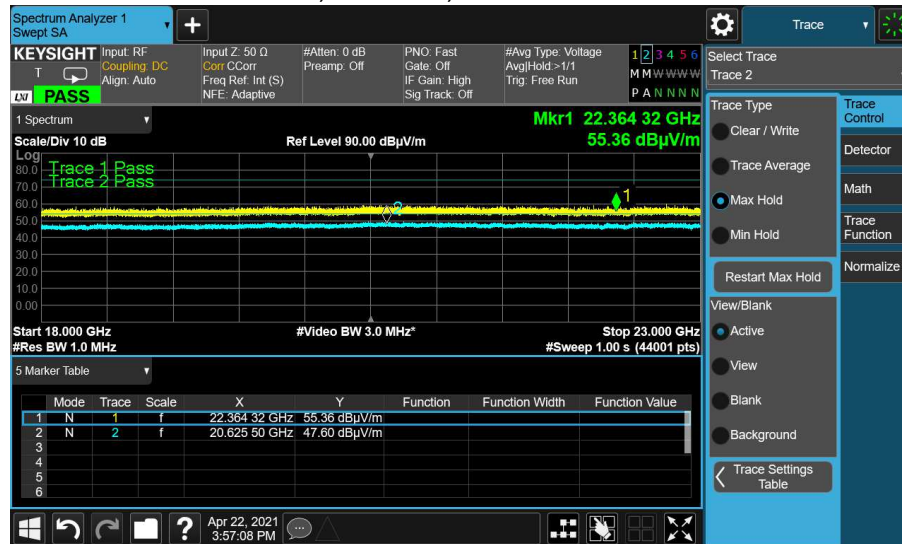 Spectrum Analyzer 1
Swept SA
Trace
KEYSIGHT
T
LXI PASS
Input: RF
Coupling: DC
Align: Auto
Input Z: 50 Ω
Corr CCorr
Freq Ref: Int (S)
NFE: Adaptive
#Atten: 0 dB
Preamp: Off
PNO: Fast
Gate: Off
IF Gain: High
Sig Track: Off
#Avg Type: Voltage
Avg|Hold:>1/1
Trig: Free Run
1 2 3 4 5 6
M M W W W W
P A N N N N
Select Trace
Trace 2
1 Spectrum
Scale/Div 10 dB
Ref Level 90.00 dBµV/m
Mkr1 22.364 32 GHz
55.36 dBµV/m
Log
80.0
70.0
60.0
50.0
40.0
30.0
20.0
10.0
0.00
Trace 1 Pass
Trace 2 Pass
1
2
Start 18.000 GHz
#Res BW 1.0 MHz
#Video BW 3.0 MHz*
Stop 23.000 GHz
#Sweep 1.00 s (44001 pts)
5 Marker Table
Mode Trace Scale X Y Function Function Width Function Value
1 N 1 f 22.364 32 GHz 55.36 dBµV/m
2 N 2 f 20.625 50 GHz 47.60 dBµV/m
3
4
5
6
Trace Type
Clear / Write
Trace Average
Max Hold
Min Hold
Restart Max Hold
View/Blank
Active
View
Blank
Background
Trace Settings
Table
Trace
Control
Detector
Math
Trace
Function
Normalize
?
Apr 22, 2021
3:57:08 PM